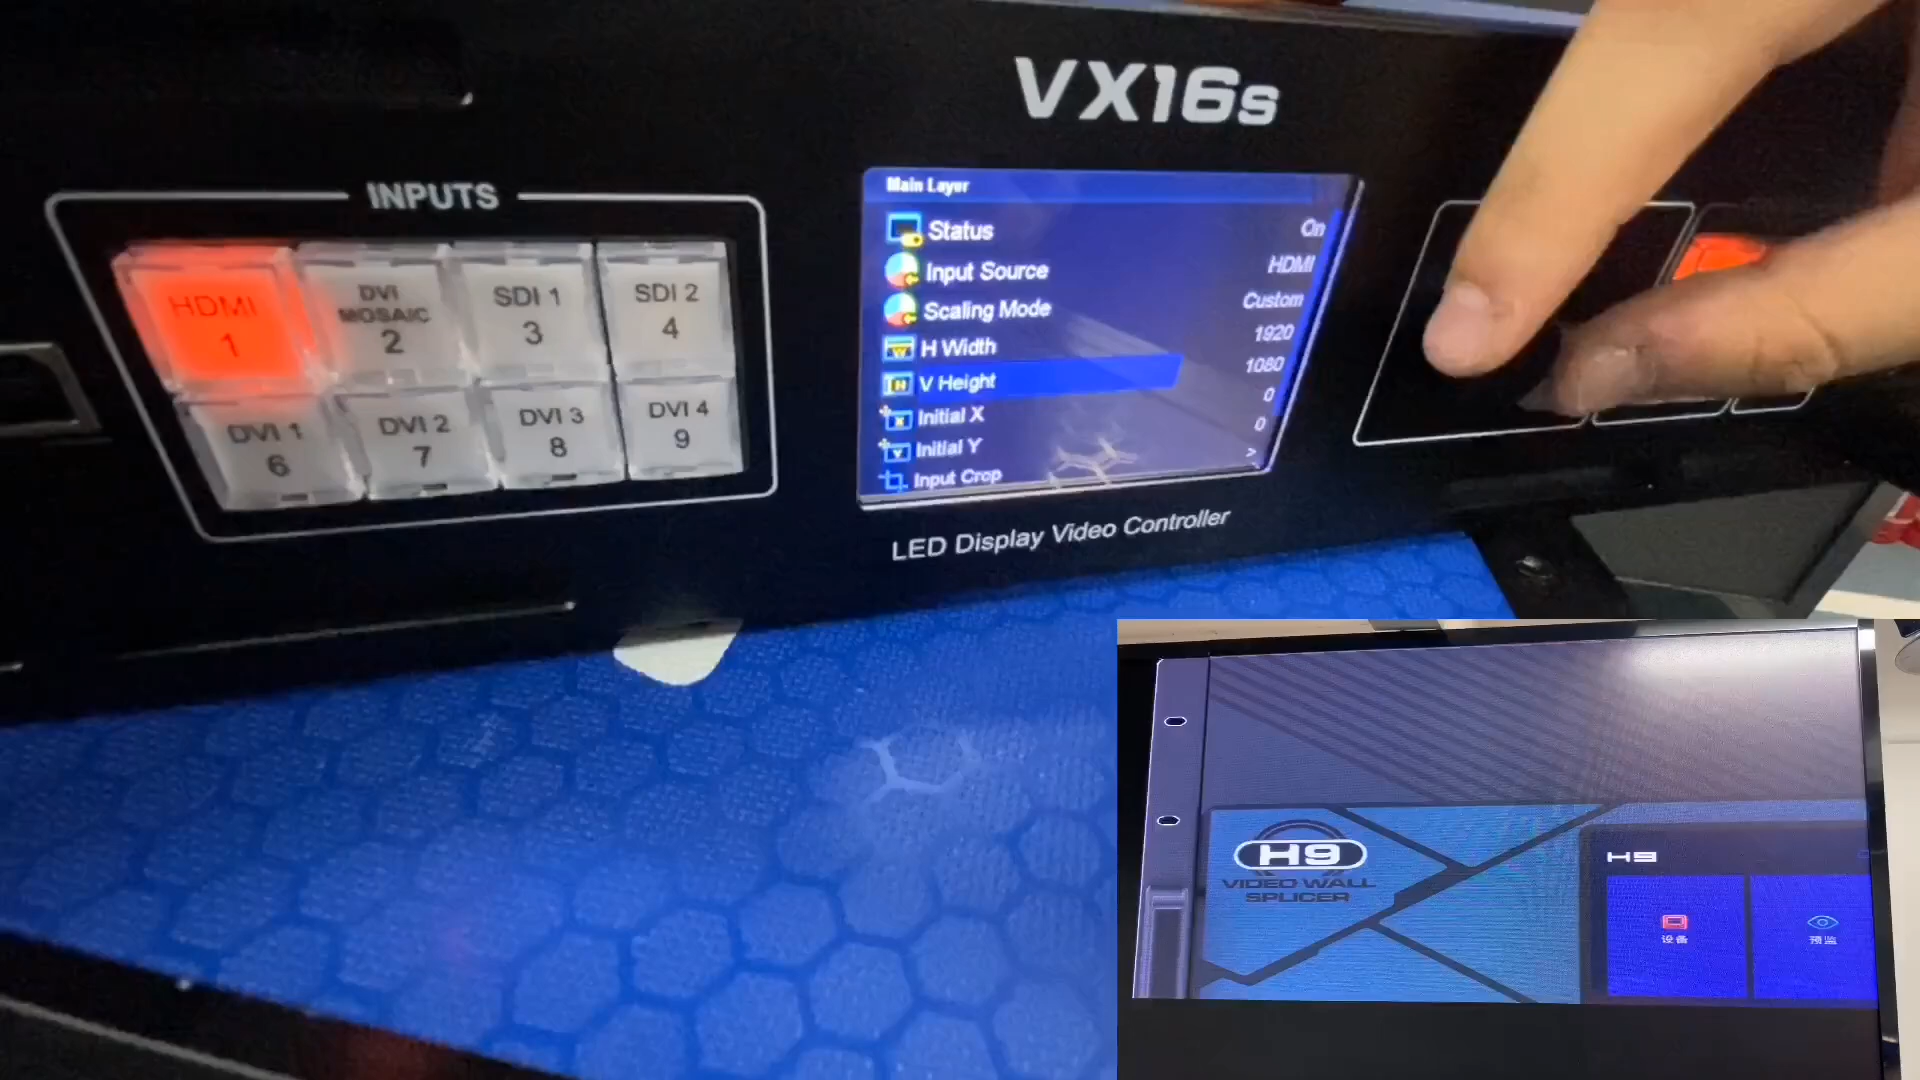 VX16s
INPUTS
HDMI
1
DVI
MOSAIC
2
SDI 1
3
SDI 2
4
DVI 1
6
DVI 2
7
DVI 3
8
DVI 4
9
Main Layer
Status On
Input Source HDMI
Scaling Mode Custom
H Width 1920
V Height 1080
Initial X 0
Initial Y 0
Input Crop >
LED Display Video Controller
H9
VIDEO WALL
SPLICER
H9
设备
预监